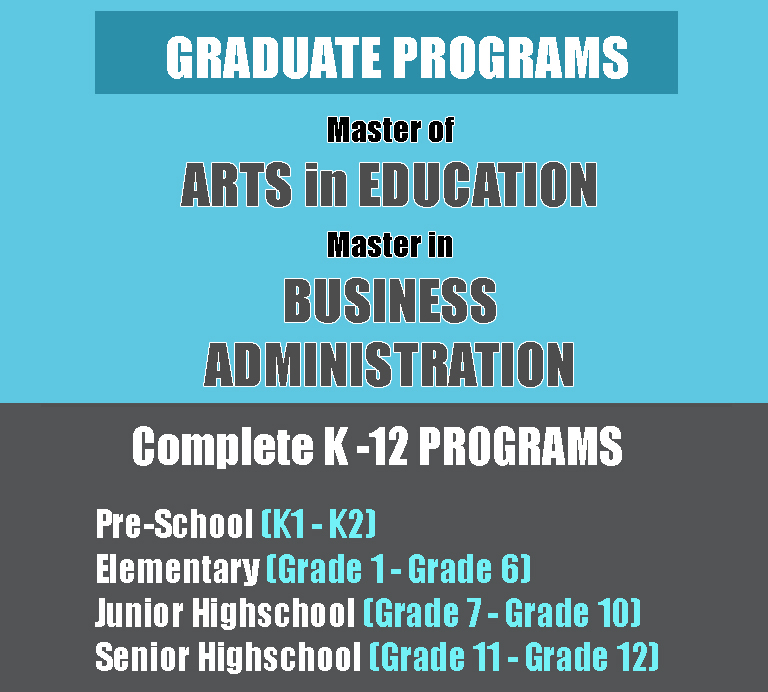 GRADUATE PROGRAMS
Master of
ARTS in EDUCATION
Master in
BUSINESS
ADMINISTRATION
Complete K -12 PROGRAMS
Pre-School (K1 - K2)
Elementary (Grade 1 - Grade 6)
Junior Highschool (Grade 7 - Grade 10)
Senior Highschool (Grade 11 - Grade 12)